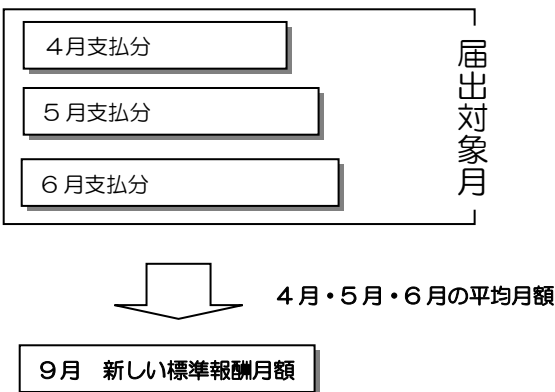 4月支払分
5月支払分
6月支払分
届出対象月
4月・5月・6月の平均月額
9月　新しい標準報酬月額